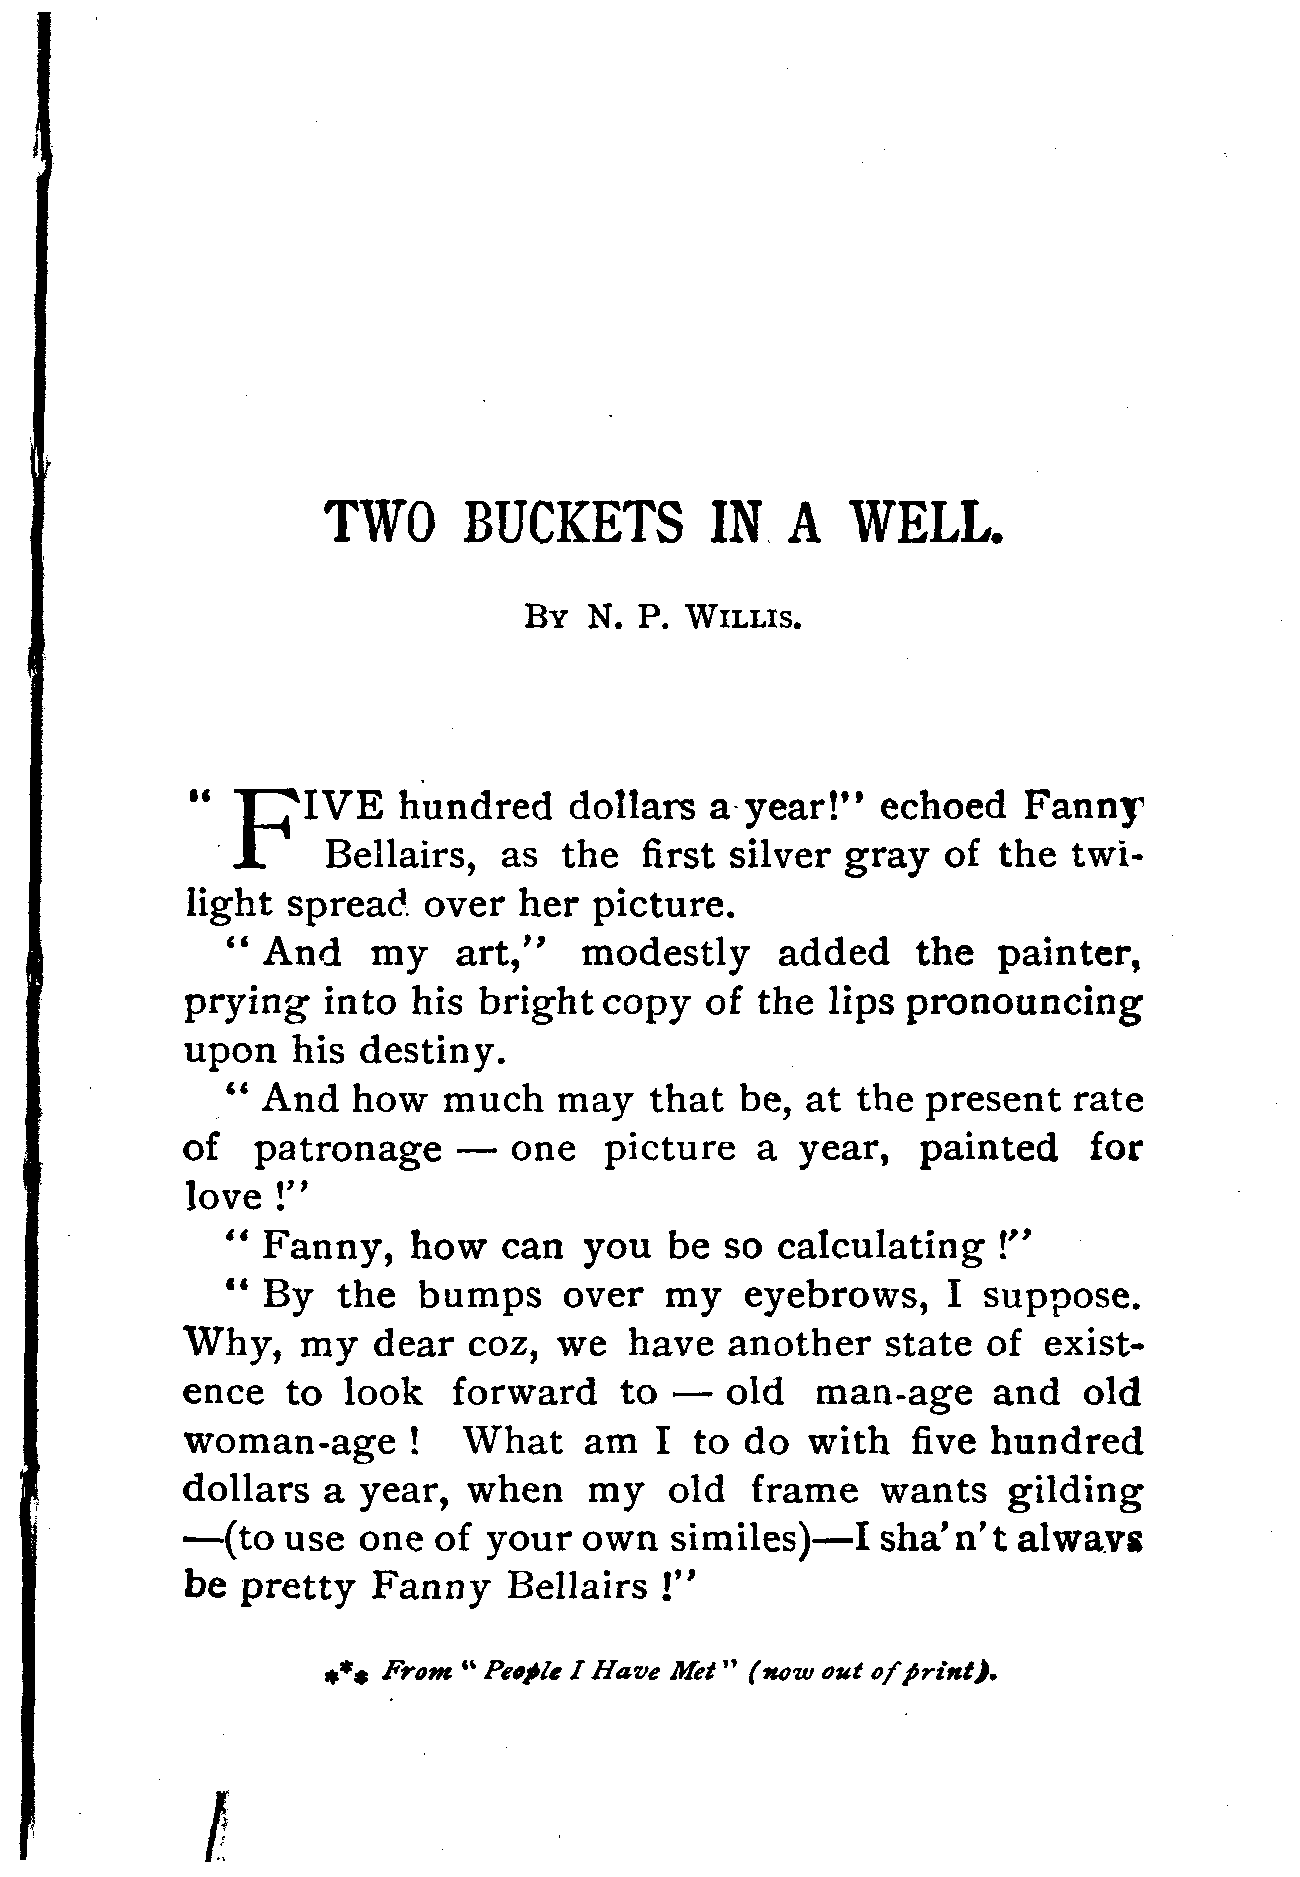 TWO BUCKETS IN A WELL.
BY N. P. WILLIS.
“FIVE hundred dollars a year!” echoed Fanny
Bellairs, as the first silver gray of the twi-
light spread over her picture.
“And my art,” modestly added the painter,
prying into his bright copy of the lips pronouncing
upon his destiny.
“And how much may that be, at the present rate
of patronage — one picture a year, painted for
love!”
“Fanny, how can you be so calculating!”
“By the bumps over my eyebrows, I suppose.
Why, my dear coz, we have another state of exist-
ence to look forward to — old man-age and old
woman-age! What am I to do with five hundred
dollars a year, when my old frame wants gilding
—(to use one of your own similes)—I sha'n't always
be pretty Fanny Bellairs!”
*** From “People I Have Met” (now out of print).